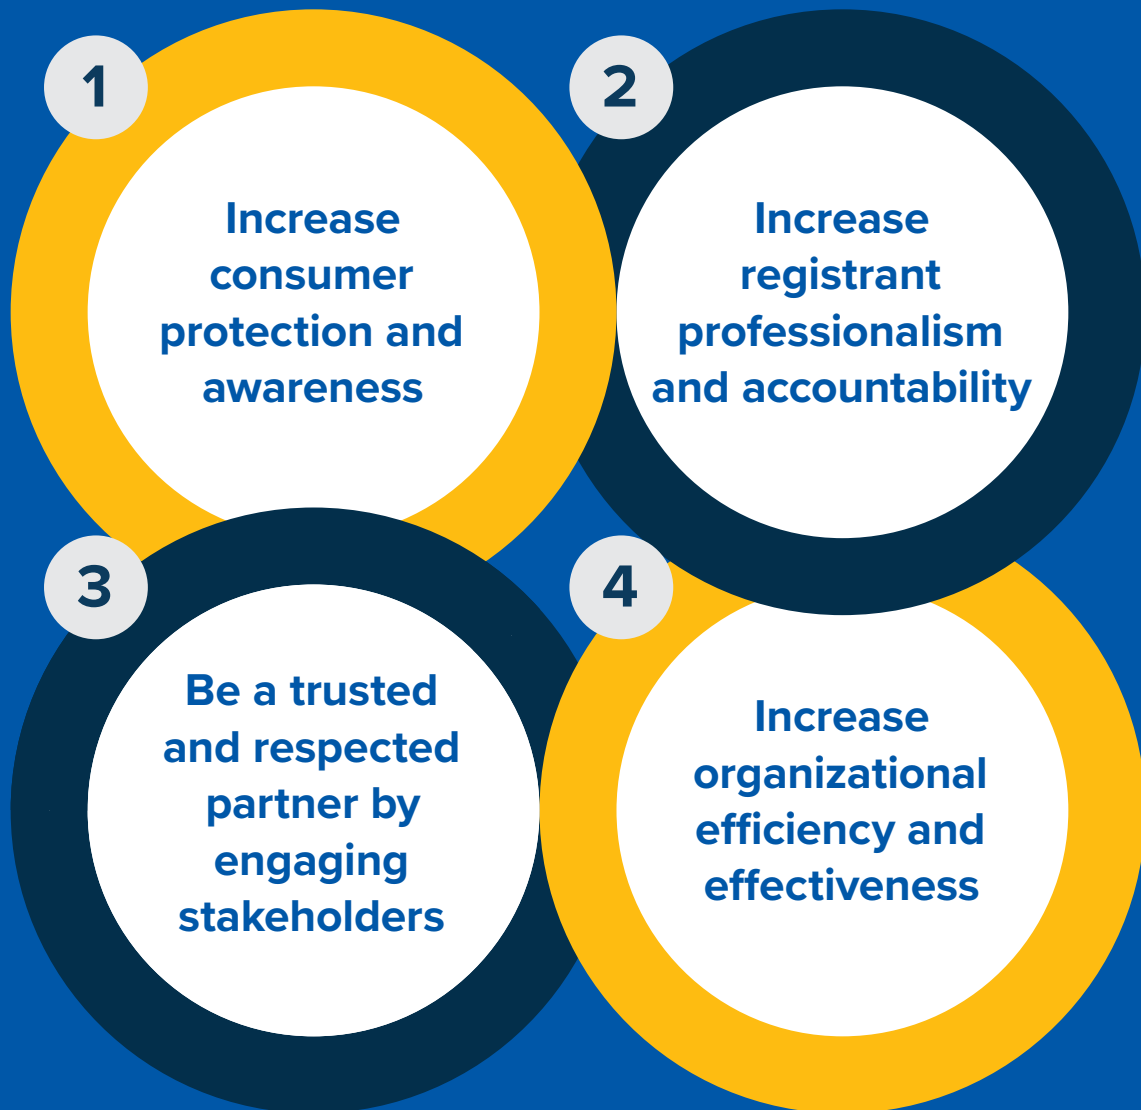 1
Increase
consumer
protection and
awareness
2
Increase
registrant
professionalism
and accountability
3
Be a trusted
and respected
partner by
engaging
stakeholders
4
Increase
organizational
efficiency and
effectiveness